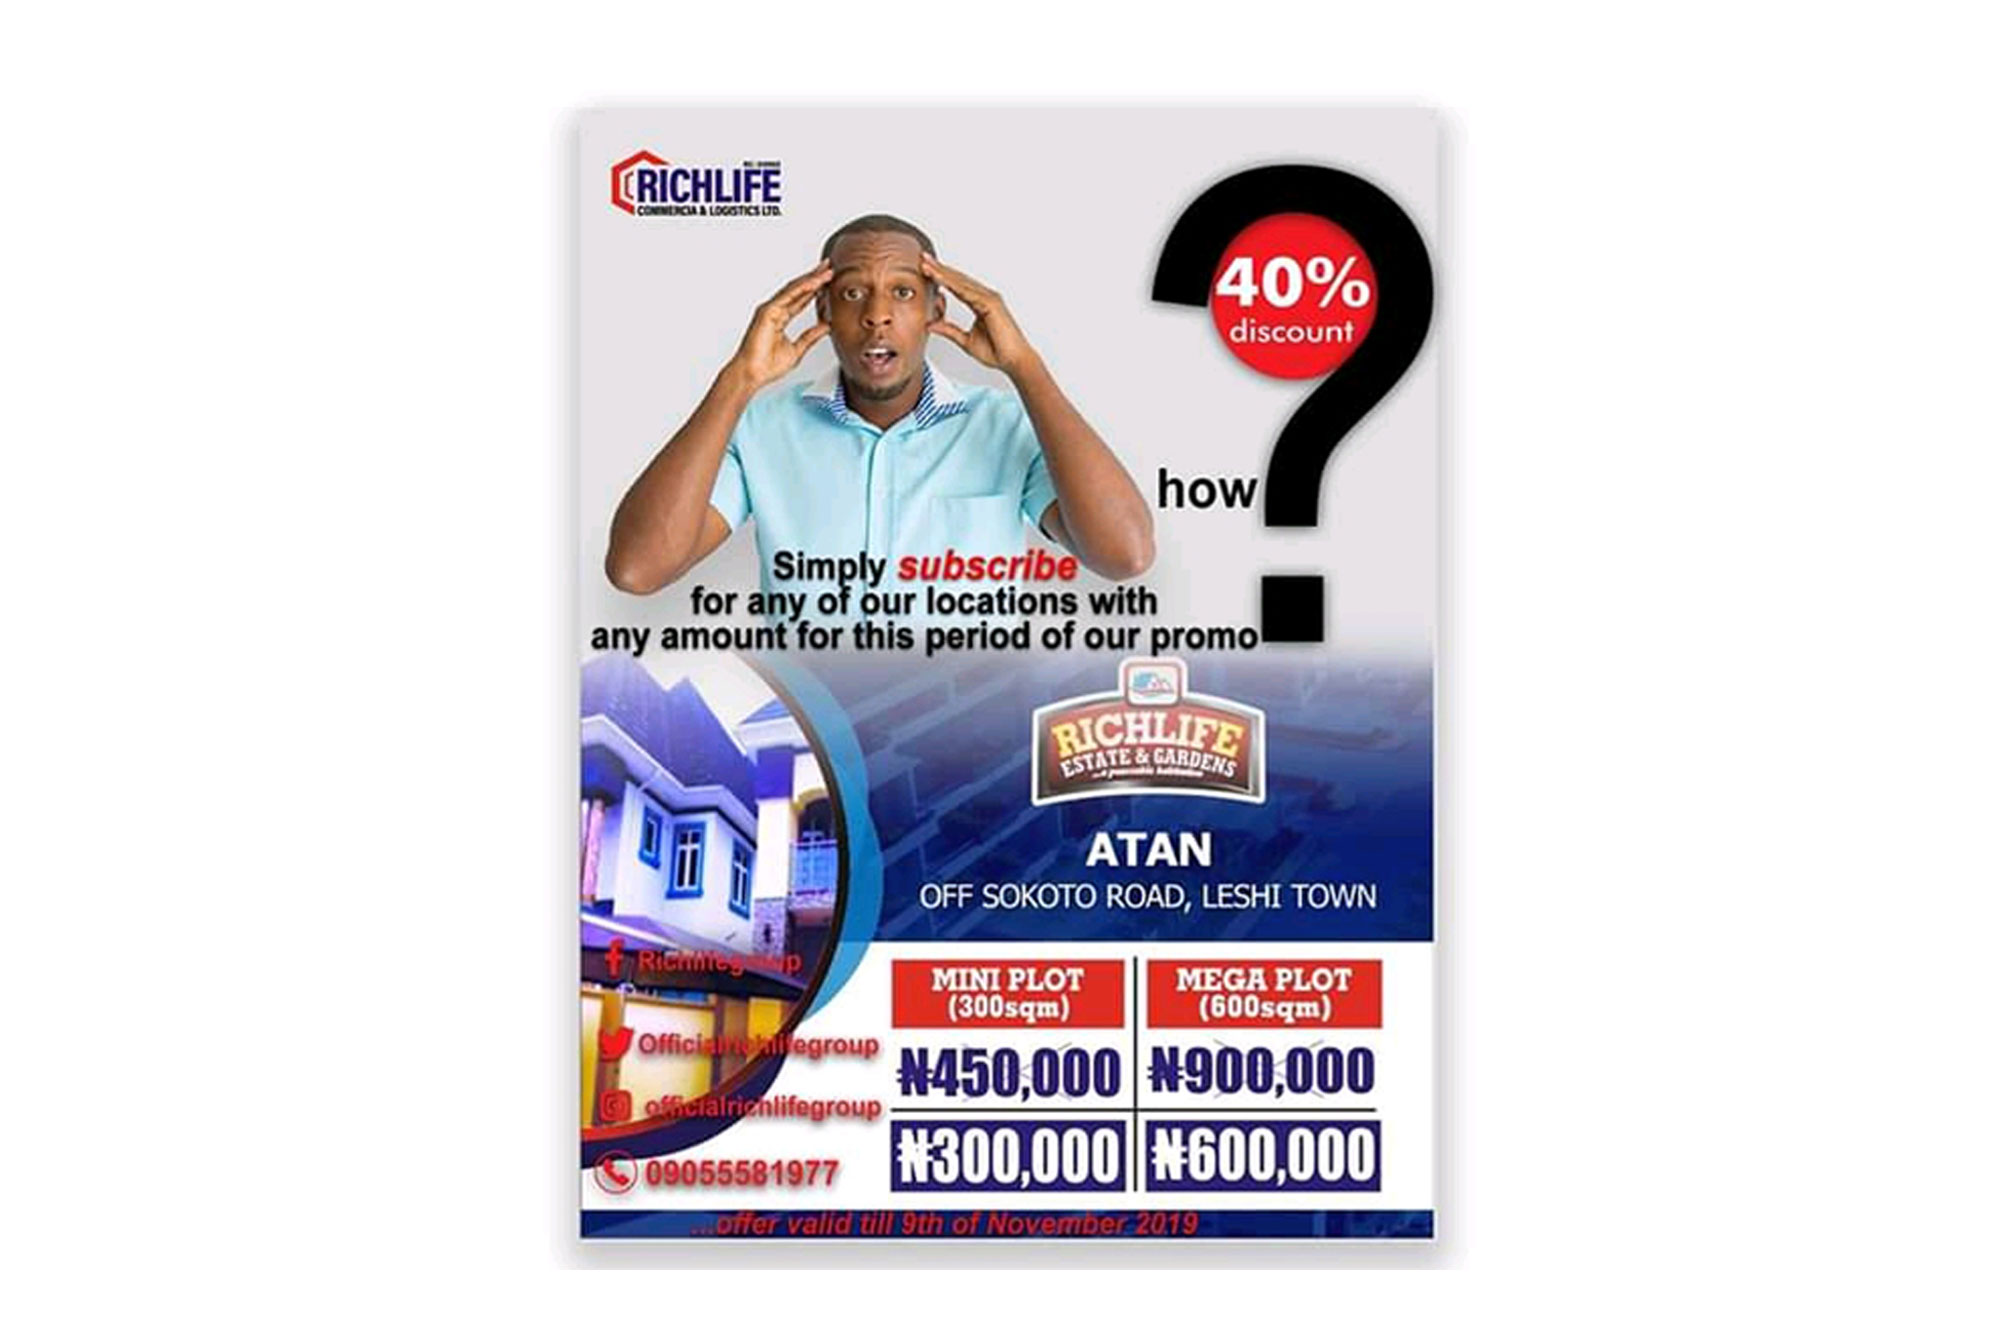 RICHLIFE
COMMERCIA & LOGISTICS LTD.
40%
discount
how
?
Simply subscribe
for any of our locations with
any amount for this period of our promo
RICHLIFE
ESTATE & GARDENS
ATAN
OFF SOKOTO ROAD, LESHI TOWN
Richlifegroup
Officialrichlifegroup
officialrichlifegroup
09055581977
MINI PLOT
(300sqm)
MEGA PLOT
(600sqm)
₦450,000
₦900,000
₦300,000
₦600,000
...offer valid till 9th of November 2019